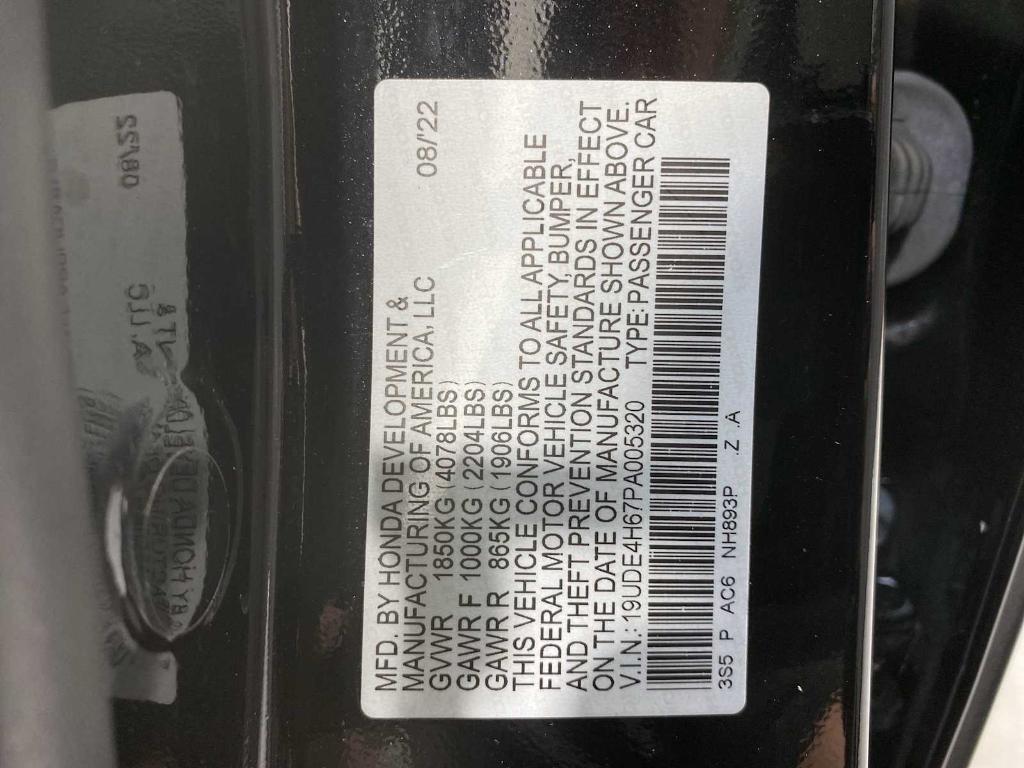 MFD. BY HONDA DEVELOPMENT &
MANUFACTURING OF AMERICA, LLC 08/'22
GVWR 1850KG(4078LBS)
GAWR F 1000KG(2204LBS)
GAWR R 865KG(1906LBS)
THIS VEHICLE CONFORMS TO ALL APPLICABLE
FEDERAL MOTOR VEHICLE SAFETY, BUMPER,
AND THEFT PREVENTION STANDARDS IN EFFECT
ON THE DATE OF MANUFACTURE SHOWN ABOVE.
V.I.N.: 19UDE4H67PA005320 TYPE: PASSENGER CAR
3S5 P AC6 NH893P .Z .A